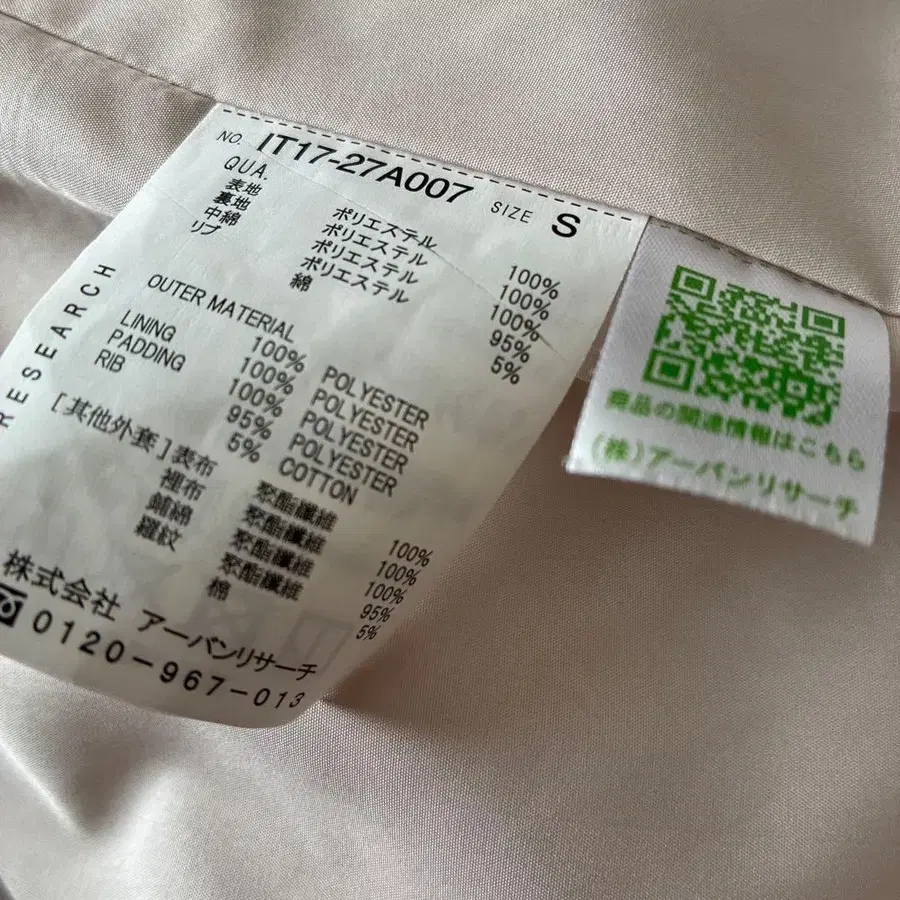 NO. IT17-27A007 SIZE S
QUA.
表地 ポリエステル 100%
裏地 ポリエステル 100%
中綿 ポリエステル 100%
リブ ポリエステル 95%
綿 5%
OUTER MATERIAL 100% POLYESTER
LINING 100% POLYESTER
PADDING 100% POLYESTER
RIB 95% POLYESTER
5% COTTON
[其他外套]表布 聚酯纖維 100%
裡布 聚酯纖維 100%
鋪綿 聚酯纖維 100%
羅紋 聚酯纖維 95%
棉 5%
株式会社 アーバンリサーチ
0120-967-013
RESEARCH
商品の関連情報はこちら
(株)アーバンリサーチ